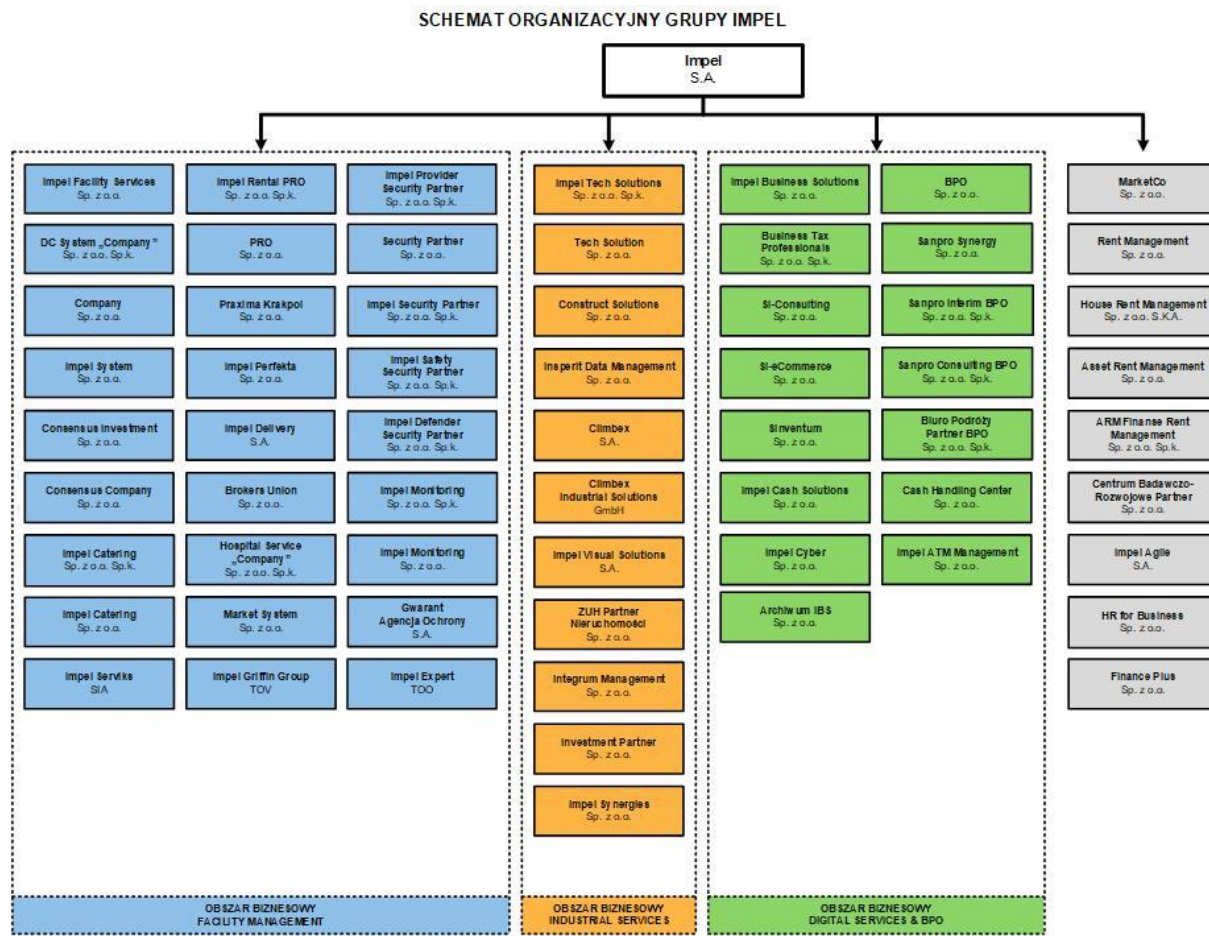 SCHEMAT ORGANIZACYJNY GRUPY IMPEL
Impel
S.A.
Impel Facility Services
Sp. z o.o.
DC System „Company”
Sp. z o.o. Sp.k.
Company
Sp. z o.o.
Impel System
Sp. z o.o.
Consensus Investment
Sp. z o.o.
Consensus Company
Sp. z o.o.
Impel Catering
Sp. z o.o. Sp.k.
Impel Catering
Sp. z o.o.
Impel Serviks
SIA
Impel Rental PRO
Sp. z o.o. Sp.k.
PRO
Sp. z o.o.
Praxima Krakpol
Sp. z o.o.
Impel Perfekta
Sp. z o.o.
Impel Delivery
S.A.
Brokers Union
Sp. z o.o.
Hospital Service
„Company”
Sp. z o.o. Sp.k.
Market System
Sp. z o.o.
Impel Griffin Group
TOV
Impel Provider
Security Partner
Sp. z o.o. Sp.k.
Security Partner
Sp. z o.o.
Impel Security Partner
Sp. z o.o. Sp.k.
Impel Safety
Security Partner
Sp. z o.o. Sp.k.
Impel Defender
Security Partner
Sp. z o.o. Sp.k.
Impel Monitoring
Sp. z o.o. Sp.k.
Impel Monitoring
Sp. z o.o.
Gwarant
Agencja Ochrony
S.A.
Impel Expert
TOO
OBSZAR BIZNESOWY
FACILITY MANAGEMENT
Impel Tech Solutions
Sp. z o.o. Sp.k.
Tech Solution
Sp. z o.o.
Construct Solutions
Sp. z o.o.
Insperit Data Management
Sp. z o.o.
Climbex
S.A.
Climbex
Industrial Solutions
GmbH
Impel Visual Solutions
S.A.
ZUH Partner
Nieruchomości
Sp. z o.o.
Integrum Management
Sp. z o.o.
Investment Partner
Sp. z o.o.
Impel Synergies
Sp. z o.o.
OBSZAR BIZNESOWY
INDUSTRIAL SERVICES
Impel Business Solutions
Sp. z o.o.
Business Tax
Professionals
Sp. z o.o. Sp.k.
SI-Consulting
Sp. z o.o.
SI-eCommerce
Sp. z o.o.
Sinventum
Sp. z o.o.
Impel Cash Solutions
Sp. z o.o.
Impel Cyber
Sp. z o.o.
Archiwum IBS
Sp. z o.o.
BPO
Sp. z o.o.
Sanpro Synergy
Sp. z o.o.
Sanpro Interim BPO
Sp. z o.o. Sp.k.
Sanpro Consulting BPO
Sp. z o.o. Sp.k.
Biuro Podróży
Partner BPO
Sp. z o.o. Sp.k.
Cash Handling Center
Sp. z o.o.
Impel ATM Management
Sp. z o.o.
OBSZAR BIZNESOWY
DIGITAL SERVICES & BPO
MarketCo
Sp. z o.o.
Rent Management
Sp. z o.o.
House Rent Management
Sp. z o.o. S.K.A.
Asset Rent Management
Sp. z o.o.
ARM Finanse Rent
Management
Sp. z o.o. Sp.k.
Centrum Badawczo-
Rozwojowe Partner
Sp. z o.o.
Impel Agile
S.A.
HR for Business
Sp. z o.o.
Finance Plus
Sp. z o.o.